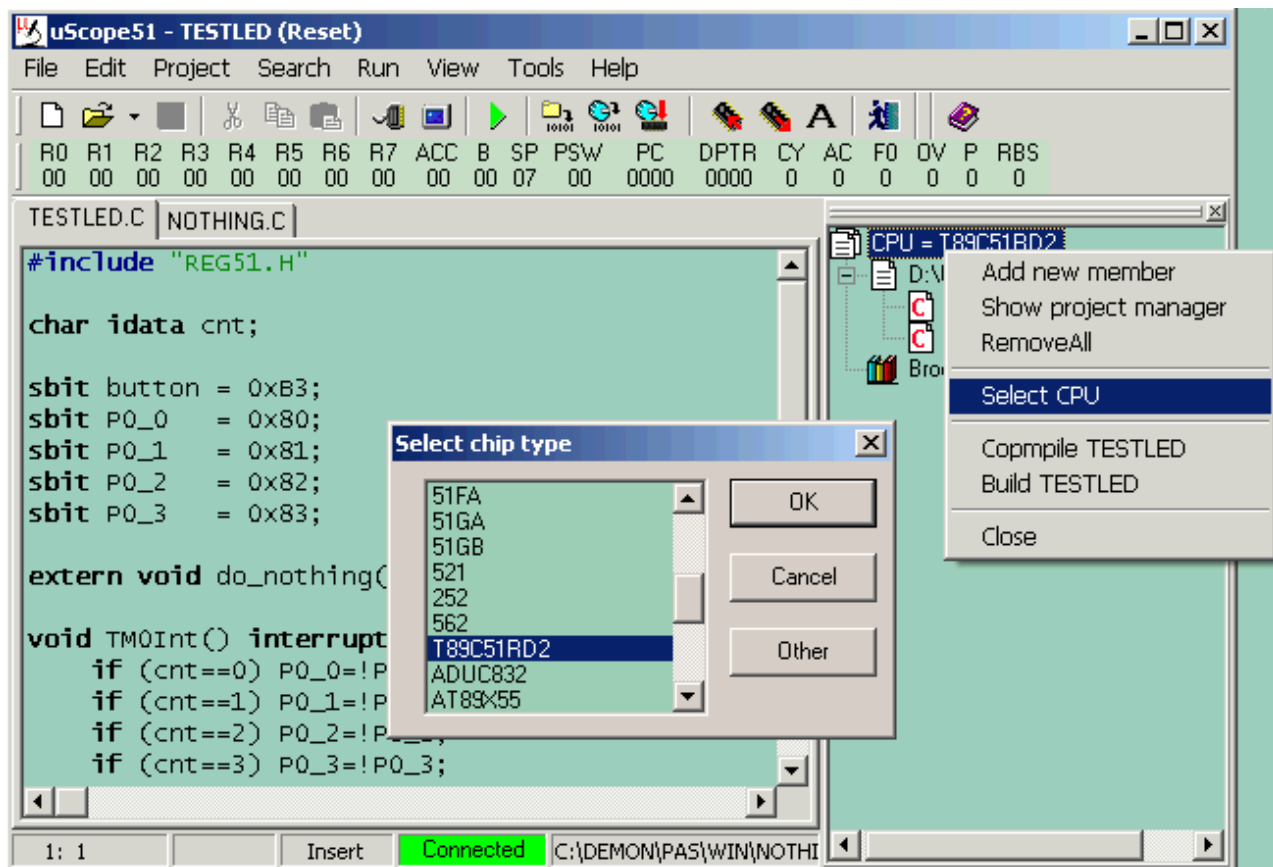 uScope51 - TESTLED (Reset)
File Edit Project Search Run View Tools Help
R0 R1 R2 R3 R4 R5 R6 R7 ACC B SP PSW PC DPTR CY AC F0 OV P RBS
00 00 00 00 00 00 00 00 00 00 07 00 0000 0000 0 0 0 0 0 0
TESTLED.C NOTHING.C
#include "REG51.H"
char idata cnt;
sbit button = 0xB3;
sbit P0_0 = 0x80;
sbit P0_1 = 0x81;
sbit P0_2 = 0x82;
sbit P0_3 = 0x83;
extern void do_nothing(
void TM0Int() interrupt
if (cnt==0) P0_0=!P
if (cnt==1) P0_1=!P
if (cnt==2) P0_2=!P
if (cnt==3) P0_3=!P0_3;
Select chip type
51FA
51GA
51GB
521
252
562
T89C51RD2
ADUC832
AT89X55
OK
Cancel
Other
CPU = T89C51RD2
D:\
C
C
Bro
Add new member
Show project manager
RemoveAll
Select CPU
Copmpile TESTLED
Build TESTLED
Close
1: 1 Insert Connected C:\DEMON\PAS\WIN\NOTHI